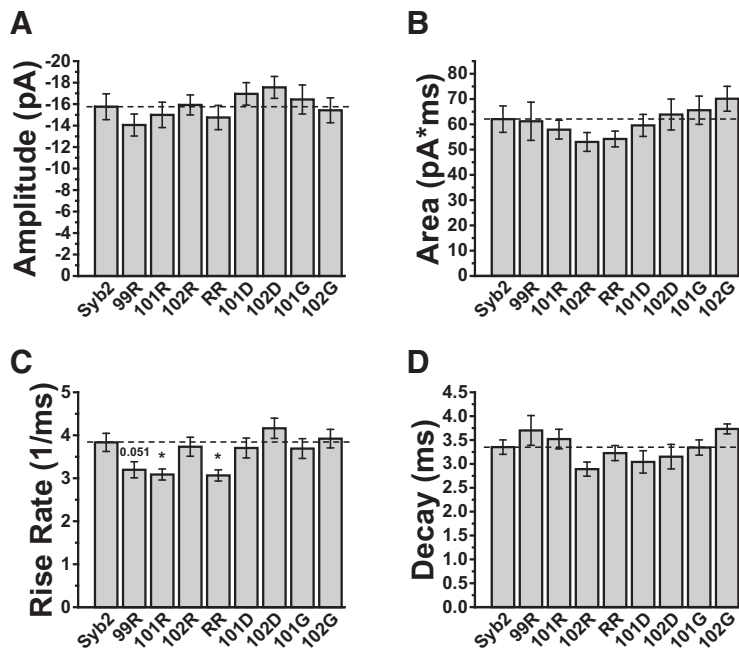 A
Amplitude (pA)
-20
-18
-16
-14
-12
-10
-8
-6
-4
-2
0
Syb2
99R
101R
102R
RR
101D
102D
101G
102G
B
Area (pA*ms)
80
70
60
50
40
30
20
10
0
Syb2
99R
101R
102R
RR
101D
102D
101G
102G
C
Rise Rate (1/ms)
5
4
3
2
1
0
0.051
*
*
Syb2
99R
101R
102R
RR
101D
102D
101G
102G
D
Decay (ms)
4.5
4.0
3.5
3.0
2.5
2.0
1.5
1.0
0.5
0.0
Syb2
99R
101R
102R
RR
101D
102D
101G
102G